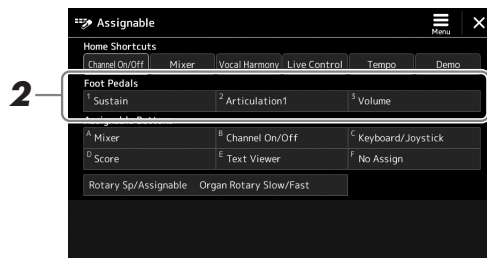 Assignable
Menu
Home Shortcuts
Channel On/Off Mixer Vocal Harmony Live Control Tempo Demo
2
Foot Pedals
1 Sustain 2 Articulation1 3 Volume
Assignable Buttons
A Mixer B Channel On/Off C Keyboard/Joystick
D Score E Text Viewer F No Assign
Rotary Sp/Assignable Organ Rotary Slow/Fast